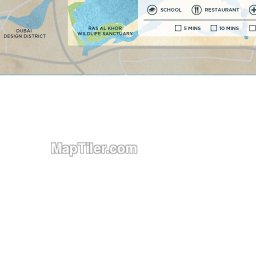 SCHOOL
RESTAURANT
DUBAI
DESIGN DISTRICT
RAS AL KHOR
WILDLIFE SANCTUARY
5 MINS
10 MINS
MapTiler.com